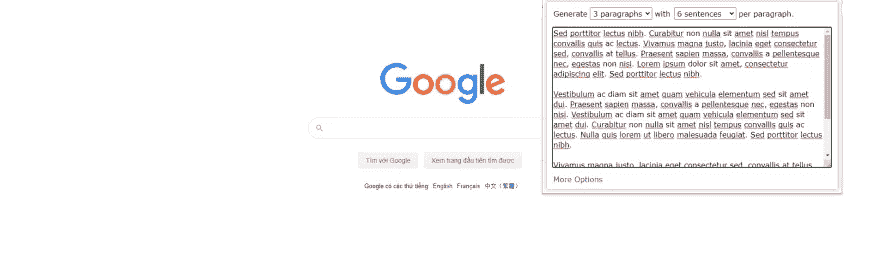 Google
Tìm với Google
Xem trang đầu tiên tìm được
Google có các thứ tiếng: English Français 中文（繁體）
Generate 3 paragraphs with 6 sentences per paragraph.
Sed porttitor lectus nibh. Curabitur non nulla sit amet nisl tempus
convallis quis ac lectus. Vivamus magna justo, lacinia eget consectetur
sed, convallis at tellus. Praesent sapien massa, convallis a pellentesque
nec, egestas non nisi. Lorem ipsum dolor sit amet, consectetur
adipiscing elit. Sed porttitor lectus nibh.
Vestibulum ac diam sit amet quam vehicula elementum sed sit amet
dui. Praesent sapien massa, convallis a pellentesque nec, egestas non
nisi. Vestibulum ac diam sit amet quam vehicula elementum sed sit
amet dui. Curabitur non nulla sit amet nisl tempus convallis quis ac
lectus. Nulla quis lorem ut libero malesuada feugiat. Sed porttitor lectus
nibh.
Vivamus magna justo, lacinia eget consectetur sed, convallis at tellus.
More Options